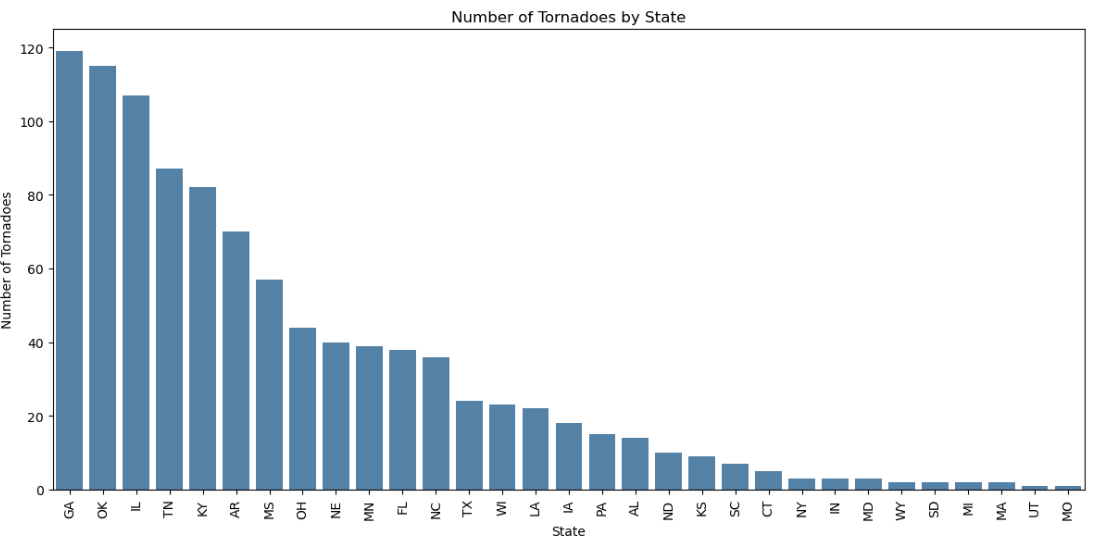 Number of Tornadoes by State
Number of Tornadoes
120
100
80
60
40
20
0
GA OK IL TN KY AR MS OH NE MN FL NC TX WI LA IA PA AL ND KS SC CT NY IN MD WY SD MI MA UT MO
State